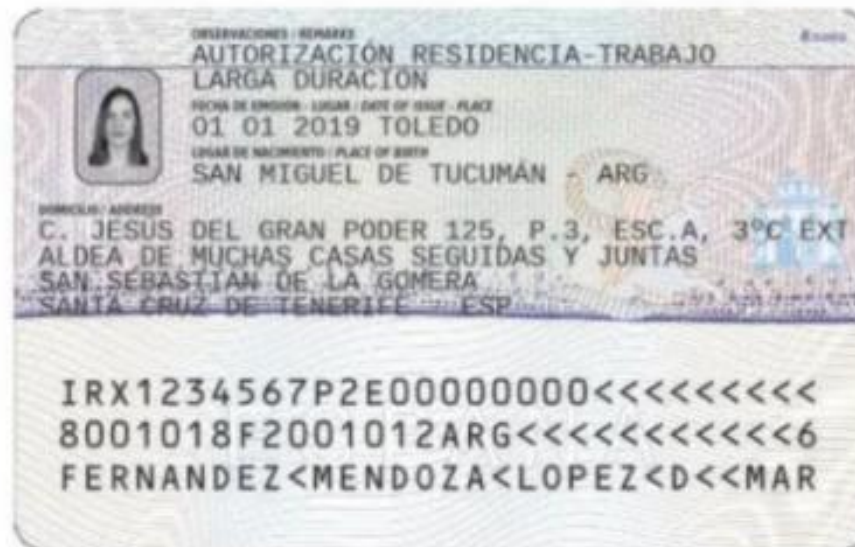 OBSERVACIONES / REMARKS
AUTORIZACIÓN RESIDENCIA-TRABAJO
LARGA DURACIÓN
FECHA DE EMISIÓN - LUGAR / DATE OF ISSUE - PLACE
01 01 2019 TOLEDO
LUGAR DE NACIMIENTO / PLACE OF BIRTH
SAN MIGUEL DE TUCUMÁN - ARG
DOMICILIO / ADDRESS
C. JESUS DEL GRAN PODER 125, P.3, ESC.A, 3ºC EXT
ALDEA DE MUCHAS CASAS SEGUIDAS Y JUNTAS
SAN SEBASTIAN DE LA GOMERA
SANTA CRUZ DE TENERIFE - ESP
IRX1234567P2E00000000<<<<<<<<<
8001018F2001012ARG<<<<<<<<<<<6
FERNANDEZ<MENDOZA<LOPEZ<D<<MAR